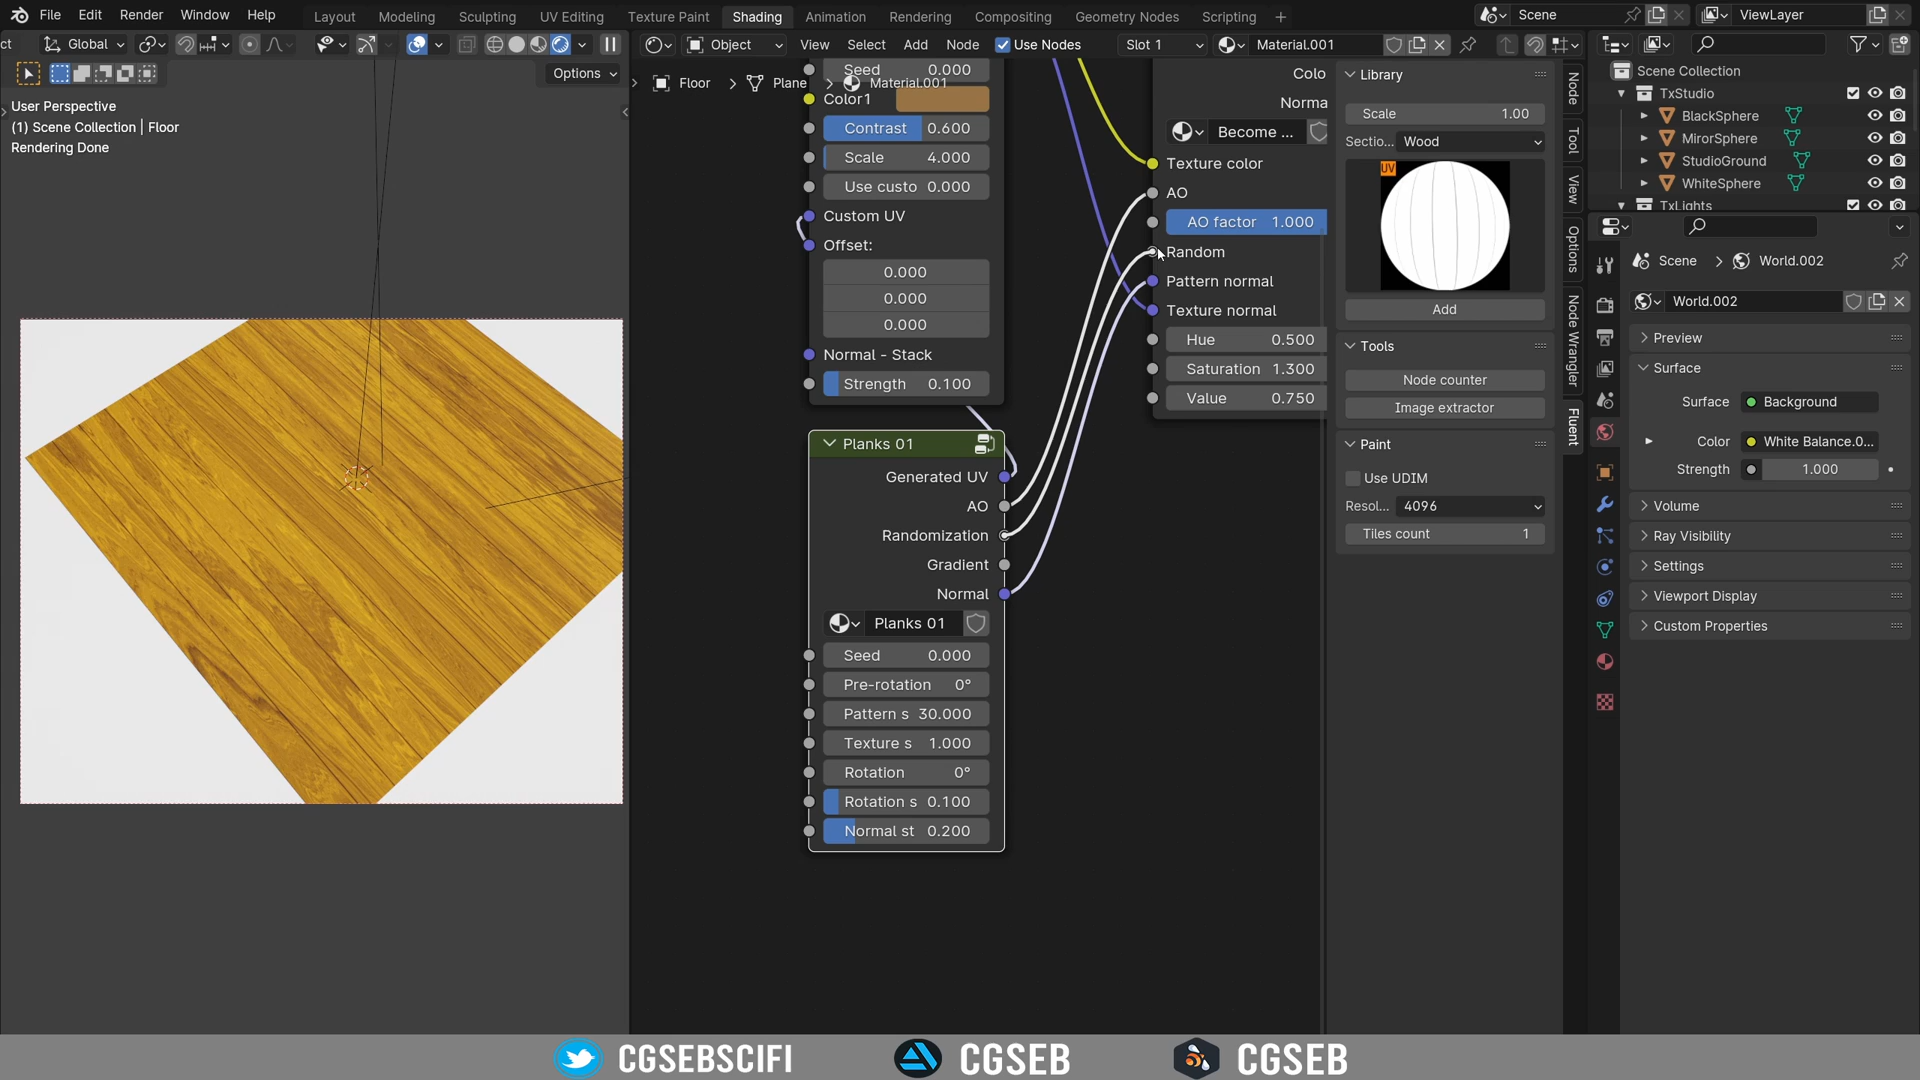 File Edit Render Window Help
Layout Modeling Sculpting UV Editing Texture Paint Shading Animation Rendering Compositing Geometry Nodes Scripting +
Scene
ViewLayer
ct Global
Options
Object View Select Add Node Use Nodes Slot 1 Material.001
User Perspective
(1) Scene Collection | Floor
Rendering Done
Floor > Plane > Material.001
Seed 0.000
Color1
Contrast 0.600
Scale 4.000
Use custo 0.000
Custom UV
Offset:
0.000
0.000
0.000
Normal - Stack
Strength 0.100
Planks 01
Generated UV
AO
Randomization
Gradient
Normal
Planks 01
Seed 0.000
Pre-rotation 0°
Pattern s 30.000
Texture s 1.000
Rotation 0°
Rotation s 0.100
Normal st 0.200
Colo
Norma
Become ...
Texture color
AO
AO factor 1.000
Random
Pattern normal
Texture normal
Hue 0.500
Saturation 1.300
Value 0.750
Library
Scale 1.00
Sectio... Wood
UV
Add
Tools
Node counter
Image extractor
Paint
Use UDIM
Resol... 4096
Tiles count 1
Node
Tool
View
Options
Node Wrangler
Fluent
Scene Collection
TxStudio
BlackSphere
MirorSphere
StudioGround
WhiteSphere
TxLights
Scene > World.002
World.002
Preview
Surface
Surface Background
Color White Balance.0...
Strength 1.000
Volume
Ray Visibility
Settings
Viewport Display
Custom Properties
CGSEBSCIFI CGSEB CGSEB